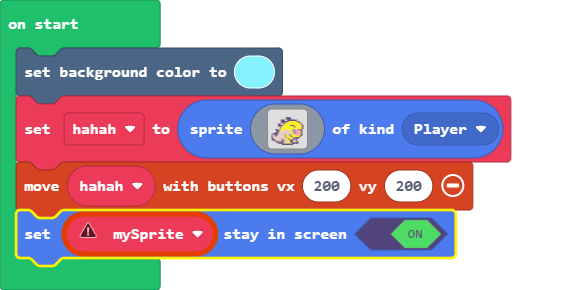 on start
set background color to
set hahah to sprite of kind Player
move hahah with buttons vx 200 vy 200
set mySprite stay in screen ON